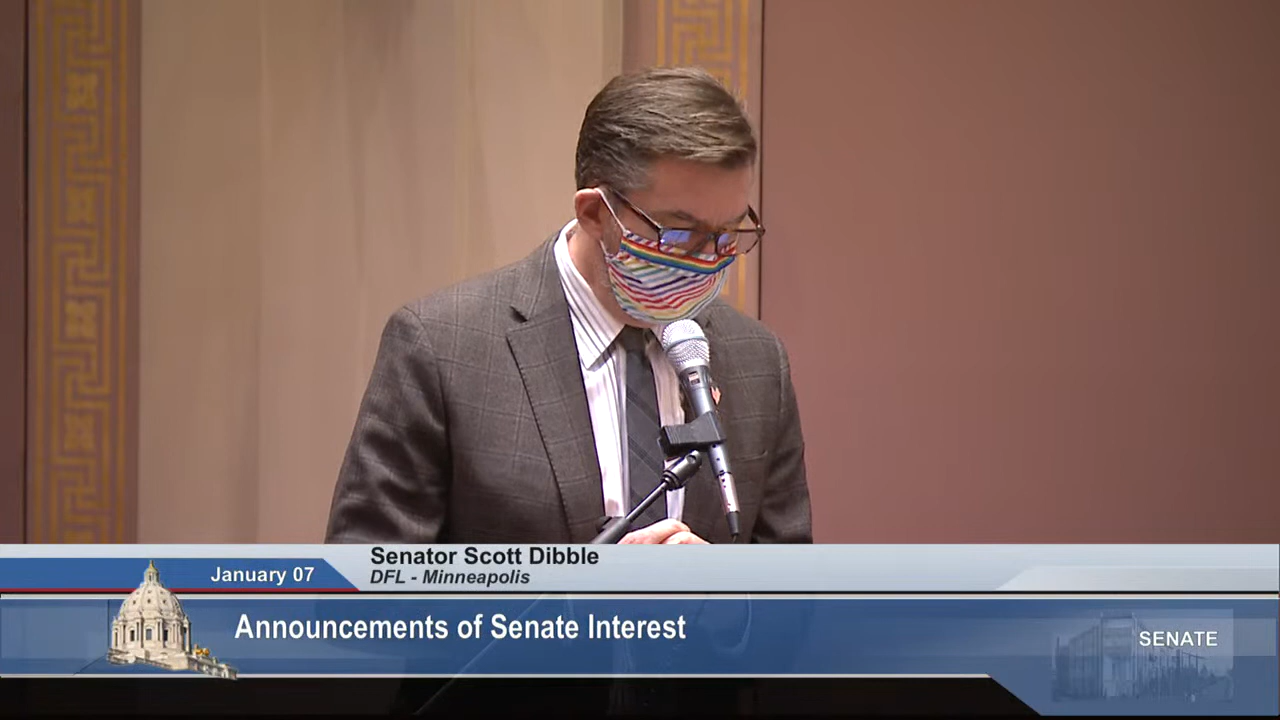 Senator Scott Dibble
January 07
DFL - Minneapolis
Announcements of Senate Interest
SENATE